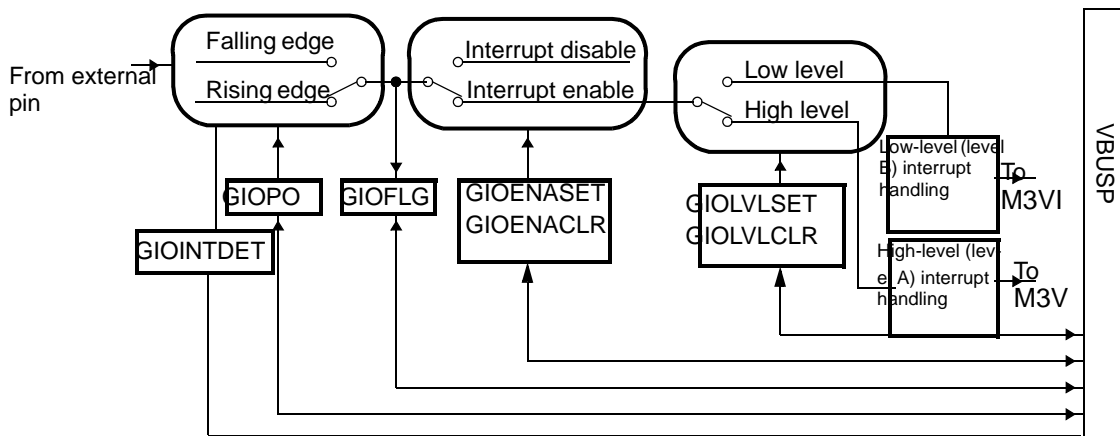 From external
pin
Falling edge
Rising edge
Interrupt disable
Interrupt enable
Low level
High level
GIOPO
GIOFLG
GIOENASET
GIOENACLR
GIOLVLSET
GIOLVLCLR
GIOINTDET
Low-level (level
B) interrupt
handling
To
M3VI
High-level (lev-
e A) interrupt
handling
To
M3V
VBUSP